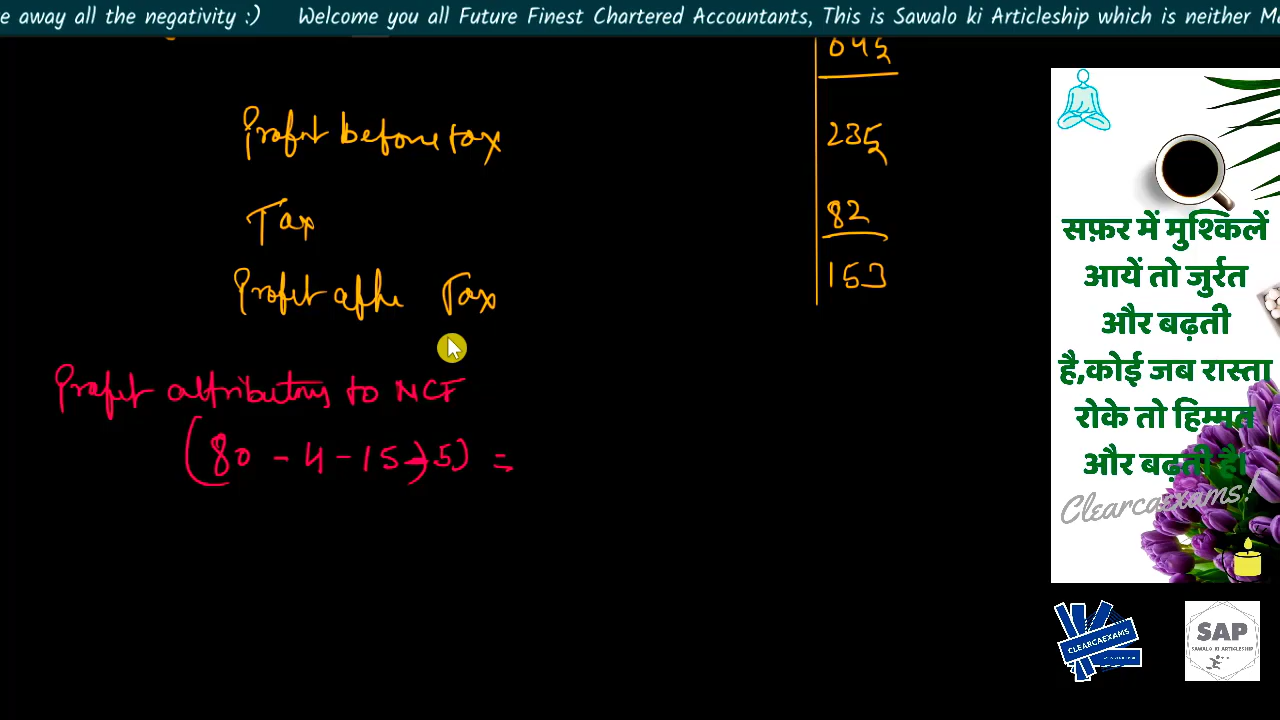 e away all the negativity :) Welcome you all Future Finest Chartered Accountants, This is Sawalo ki Articleship which is neither M
645
Profit before tax 235
Tax 82
Profit after Tax 153
Profit attributory to NCI
(80 - 4 - 15 - 5) =
सफ़र में मुश्किलें
आयें तो जुर्रत
और बढ़ती
है,कोई जब रास्ता
रोके तो हिम्मत
और बढ़ती है।
Clearcaexams!
CLEARCAEXAMS
SAP
SAWALO KI ARTICLESHIP